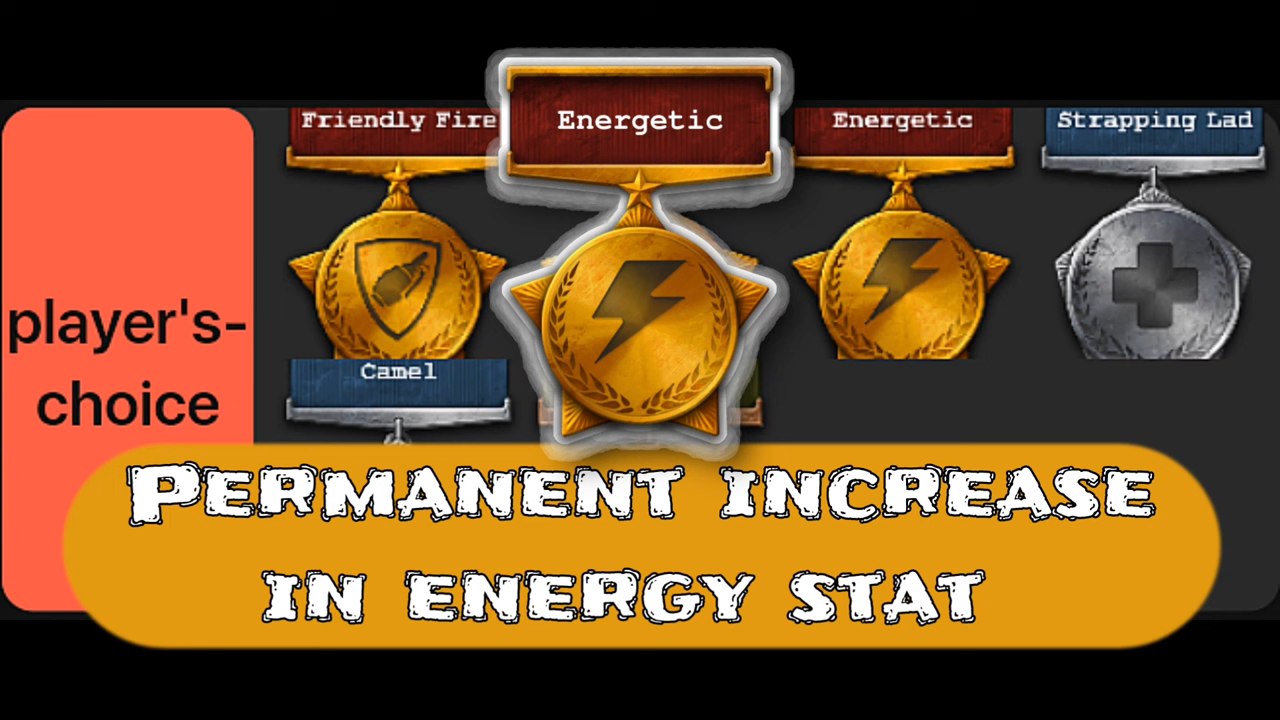 Friendly Fire
Energetic
Energetic
Strapping Lad
player's-
choice
Camel
PERMANENT INCREASE
IN ENERGY STAT